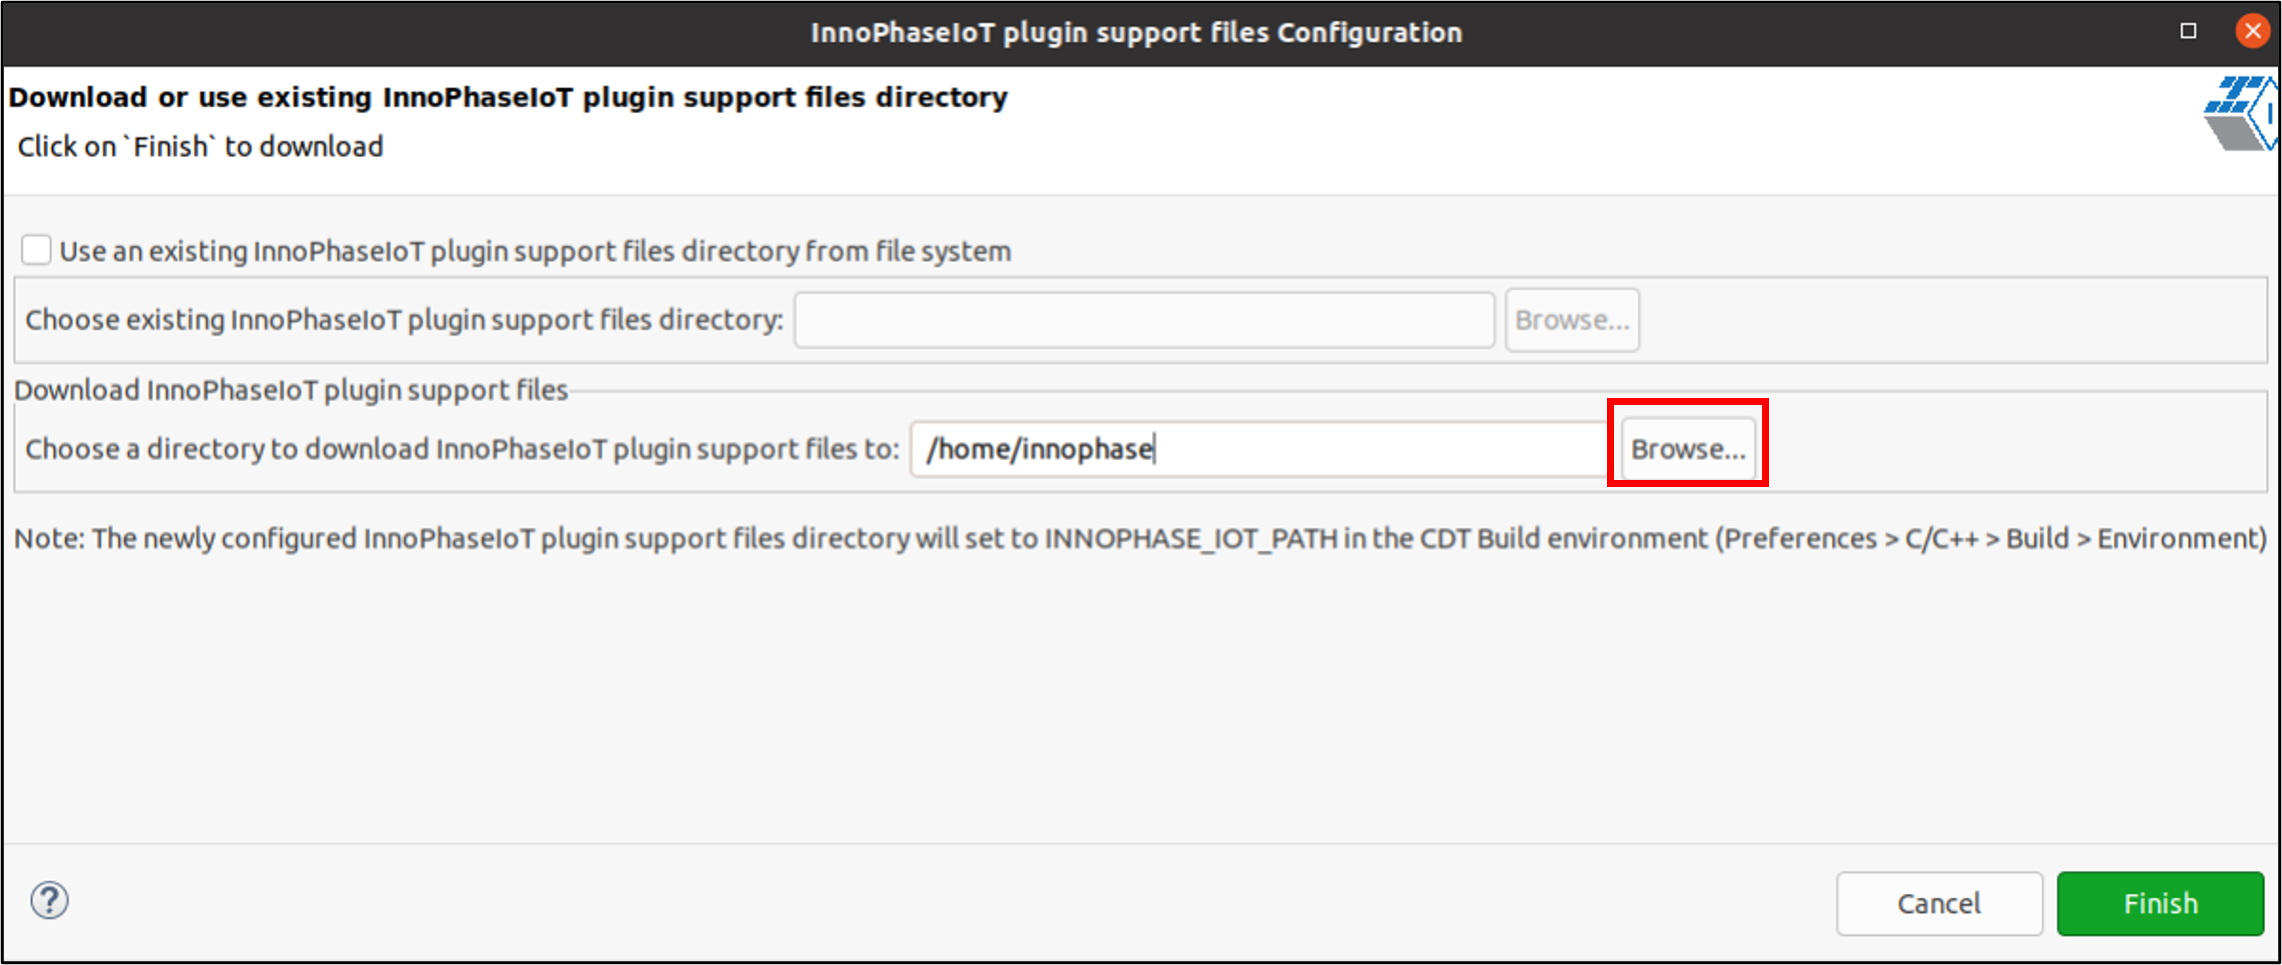 InnoPhaseIoT plugin support files Configuration
Download or use existing InnoPhaseIoT plugin support files directory
Click on `Finish` to download
Use an existing InnoPhaseIoT plugin support files directory from file system
Choose existing InnoPhaseIoT plugin support files directory: Browse...
Download InnoPhaseIoT plugin support files
Choose a directory to download InnoPhaseIoT plugin support files to: /home/innophase Browse...
Note: The newly configured InnoPhaseIoT plugin support files directory will set to INNOPHASE_IOT_PATH in the CDT Build environment (Preferences > C/C++ > Build > Environment)
? Cancel Finish